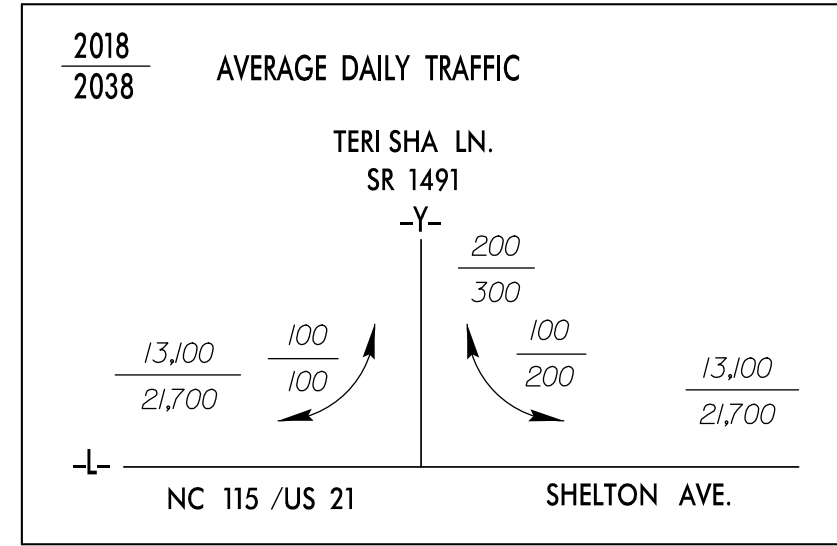 2018
2038
AVERAGE DAILY TRAFFIC
TERI SHA LN.
SR 1491
-Y-
200
300
13,100
21,700
100
100
100
200
13,100
21,700
-L-
NC 115 /US 21
SHELTON AVE.